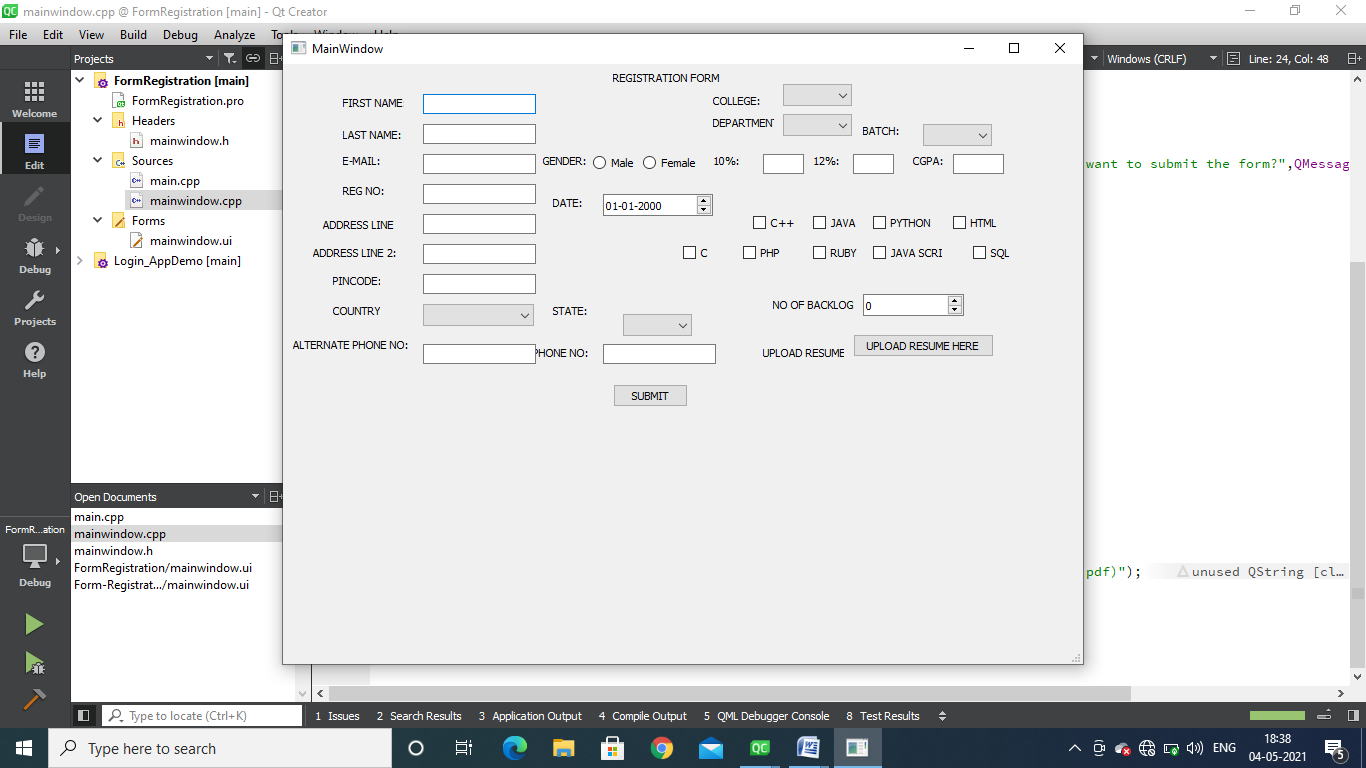 mainwindow.cpp @ FormRegistration [main] - Qt Creator
File Edit View Build Debug Analyze
Projects
Windows (CRLF) Line: 24, Col: 48
MainWindow
FormRegistration [main]
FormRegistration.pro
Headers
mainwindow.h
Sources
main.cpp
mainwindow.cpp
Forms
mainwindow.ui
Login_AppDemo [main]
Welcome
Edit
Design
Debug
Projects
Help
REGISTRATION FORM
FIRST NAME
COLLEGE:
LAST NAME:
DEPARTMENT
BATCH:
E-MAIL:
GENDER: Male Female 10%: 12%: CGPA:
want to submit the form?",QMessag
REG NO:
DATE: 01-01-2000
ADDRESS LINE
C++ JAVA PYTHON HTML
ADDRESS LINE 2:
C PHP RUBY JAVA SCRI SQL
PINCODE:
COUNTRY STATE:
NO OF BACKLOG 0
ALTERNATE PHONE NO: PHONE NO:
UPLOAD RESUME UPLOAD RESUME HERE
SUBMIT
pdf)"); unused QString [cl...
Open Documents
main.cpp
mainwindow.cpp
mainwindow.h
FormRegistration/mainwindow.ui
Form-Registrat.../mainwindow.ui
FormR...ation
Debug
Type to locate (Ctrl+K) 1 Issues 2 Search Results 3 Application Output 4 Compile Output 5 QML Debugger Console 8 Test Results
Type here to search
QC
ENG
18:38
04-05-2021
5